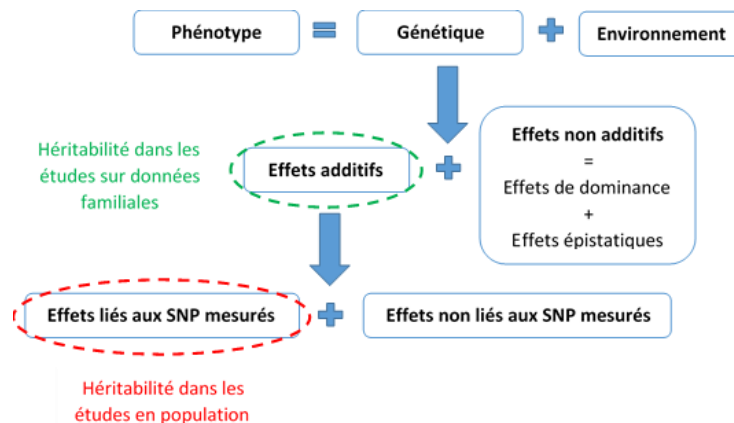 Phénotype = Génétique + Environnement
Héritabilité dans les
études sur données
familiales
Effets additifs
+
Effets non additifs
=
Effets de dominance
+
Effets épistatiques
Effets liés aux SNP mesurés + Effets non liés aux SNP mesurés
Héritabilité dans les
études en population